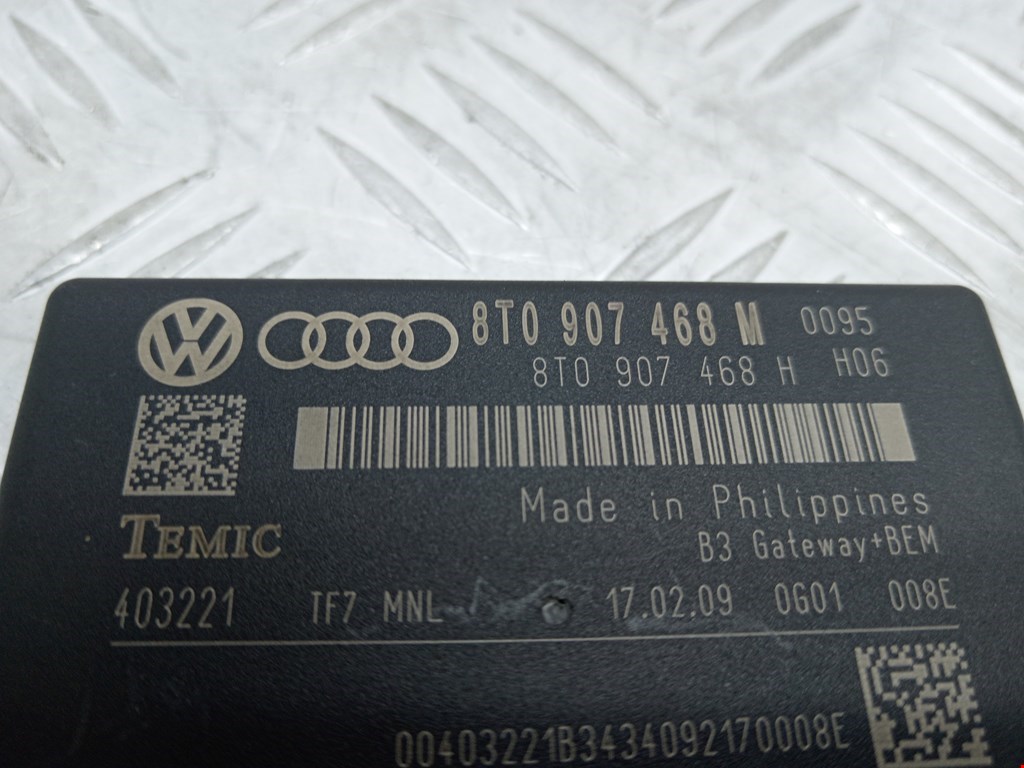 8T0 907 468 M 0095
8T0 907 468 H H06
Made in Philippines
TEMIC
B3 Gateway+BEM
403221 TF7 MNL 17.02.09 0601 008E
00403221B3434092170008E